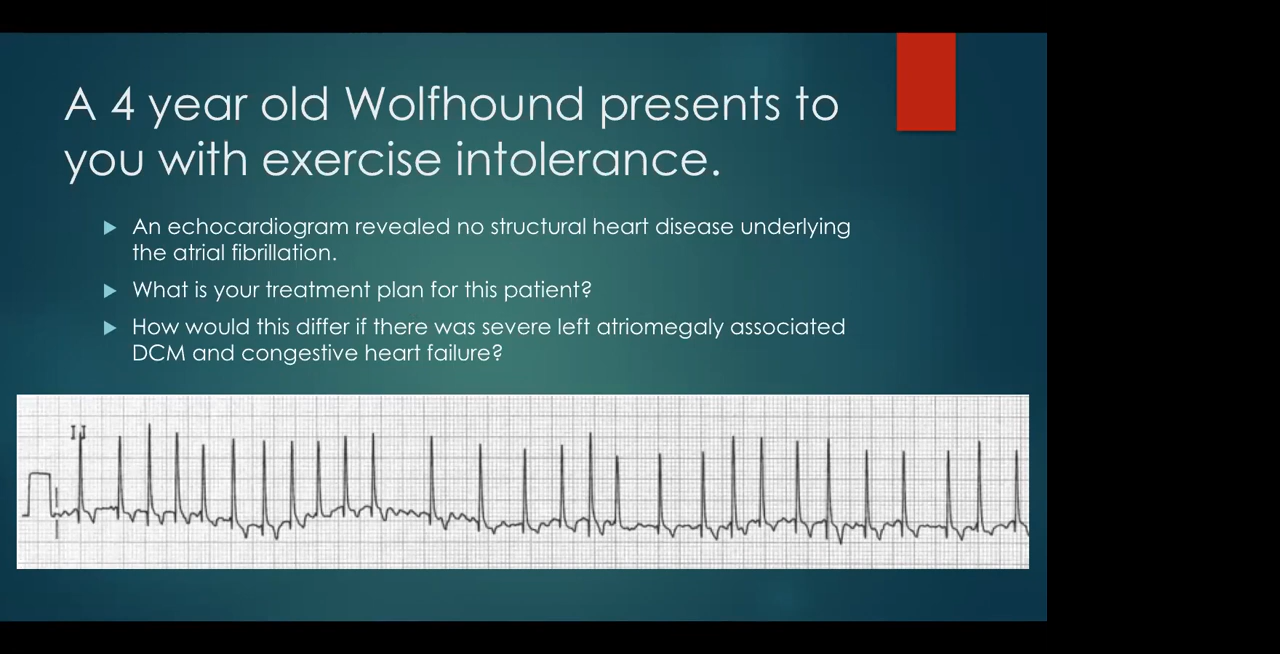 A 4 year old Wolfhound presents to
you with exercise intolerance.
An echocardiogram revealed no structural heart disease underlying
the atrial fibrillation.
What is your treatment plan for this patient?
How would this differ if there was severe left atriomegaly associated
DCM and congestive heart failure?
II